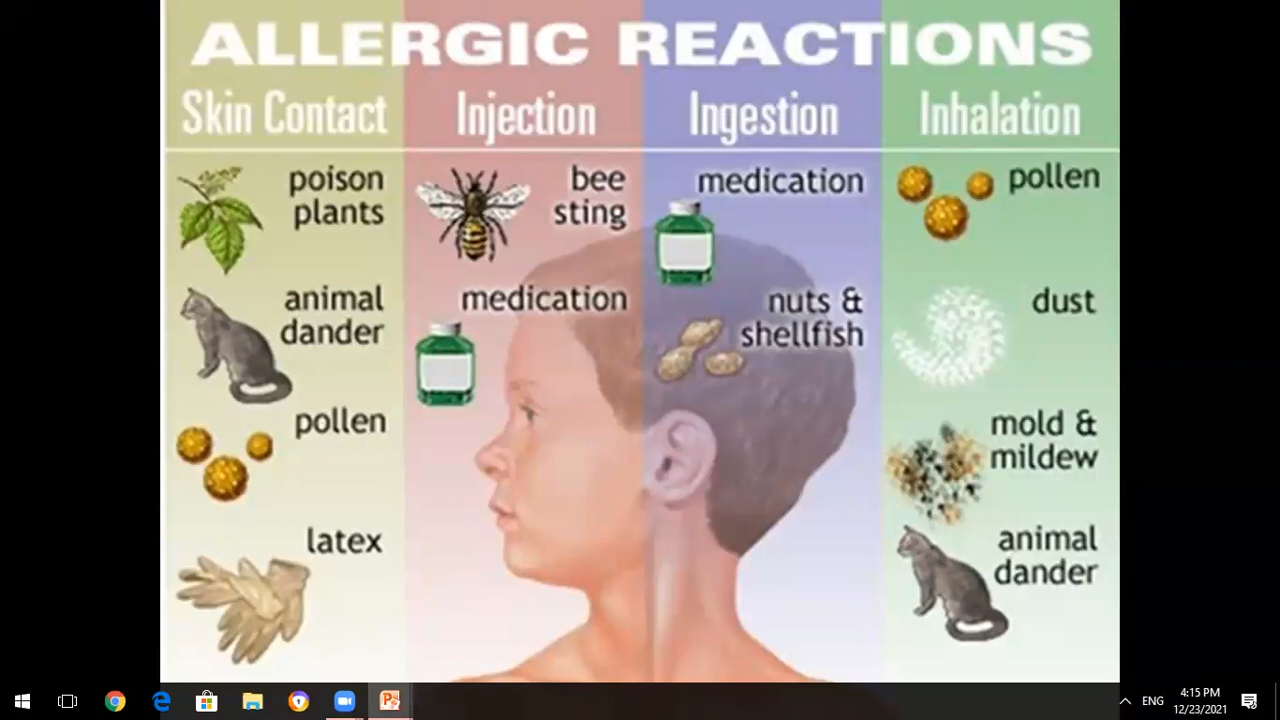 ALLERGIC REACTIONS
Skin Contact
poison
plants
animal
dander
pollen
latex
Injection
bee
sting
medication
Ingestion
medication
nuts &
shellfish
Inhalation
pollen
dust
mold &
mildew
animal
dander
ENG
4:15 PM
12/23/2021